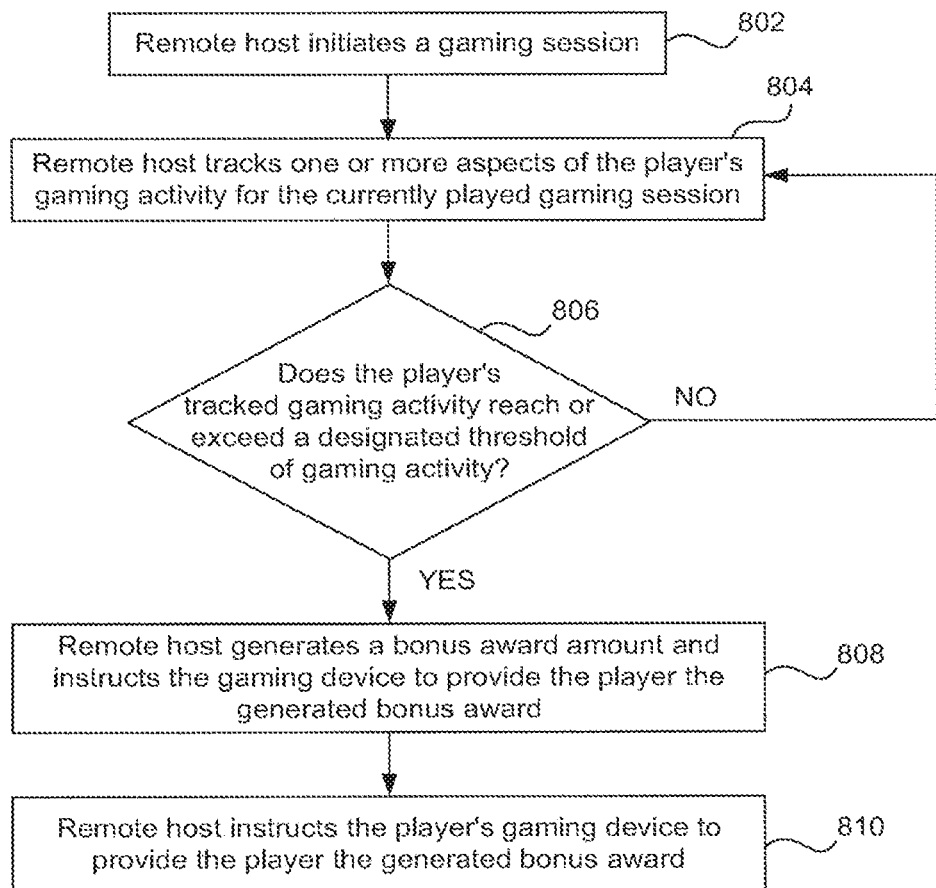 Remote host initiates a gaming session
802
804
Remote host tracks one or more aspects of the player's
gaming activity for the currently played gaming session
806
Does the player's
tracked gaming activity reach or
exceed a designated threshold
of gaming activity?
NO
YES
Remote host generates a bonus award amount and
instructs the gaming device to provide the player the
generated bonus award
808
Remote host instructs the player's gaming device to
provide the player the generated bonus award
810